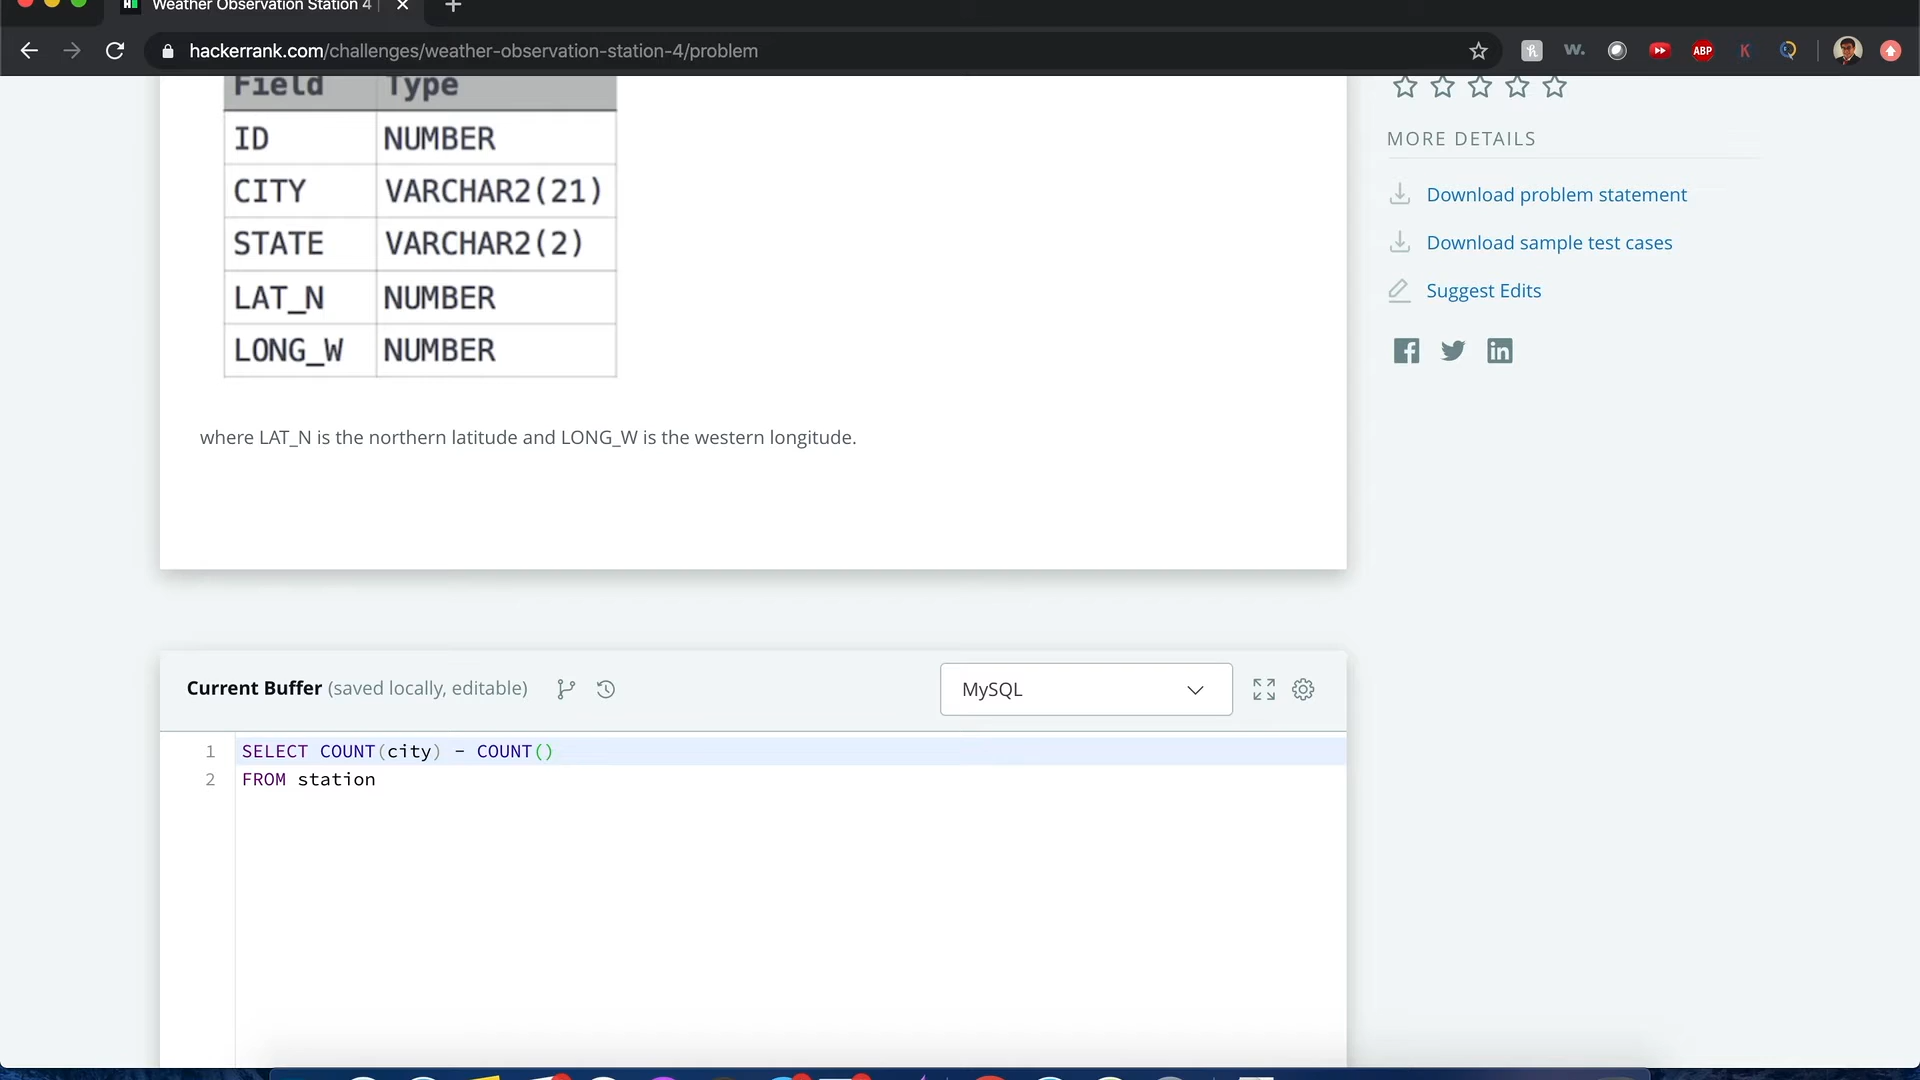 Weather Observation Station 4
hackerrank.com/challenges/weather-observation-station-4/problem
ABP
Field Type
ID NUMBER
CITY VARCHAR2(21)
STATE VARCHAR2(2)
LAT_N NUMBER
LONG_W NUMBER
where LAT_N is the northern latitude and LONG_W is the western longitude.
MORE DETAILS
Download problem statement
Download sample test cases
Suggest Edits
Current Buffer (saved locally, editable)
MySQL
1 SELECT COUNT(city) - COUNT()
2 FROM station